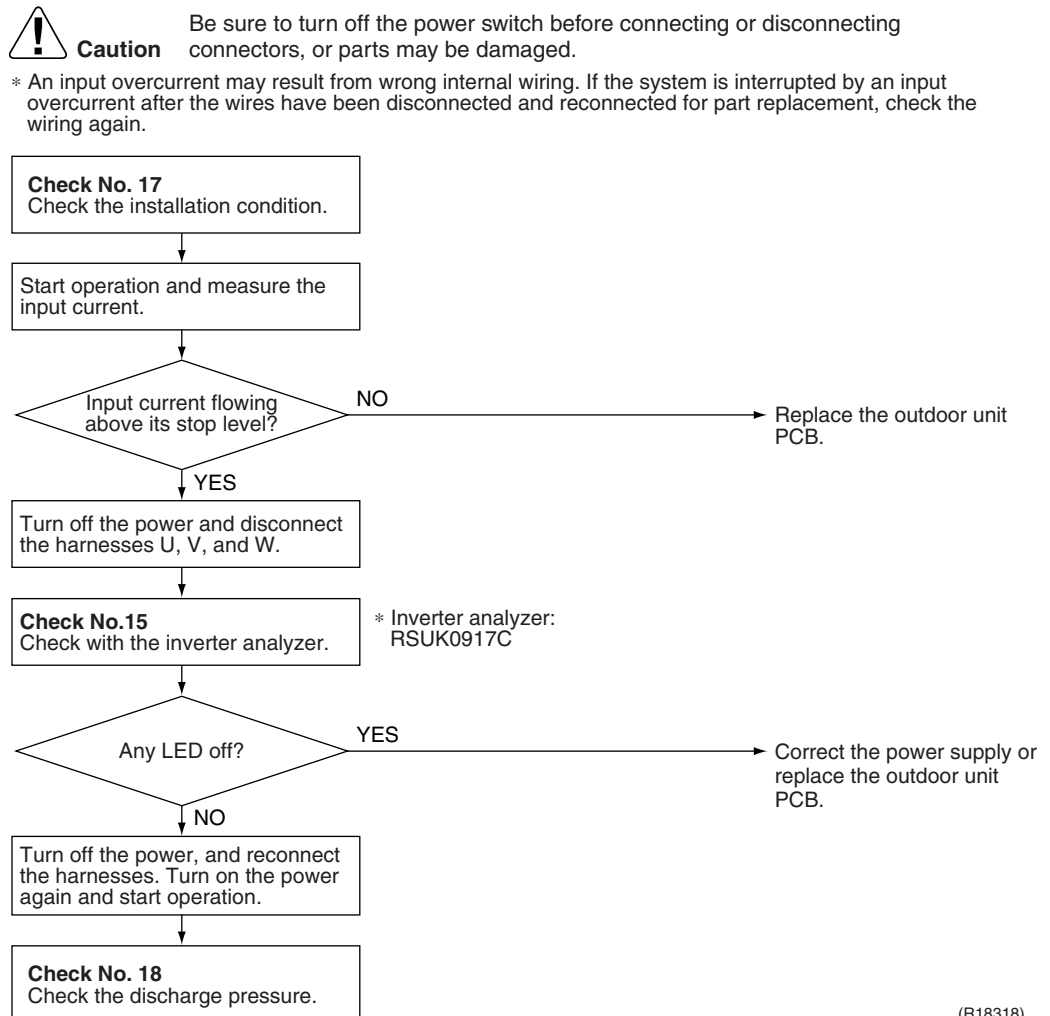 Be sure to turn off the power switch before connecting or disconnecting
Caution connectors, or parts may be damaged.
* An input overcurrent may result from wrong internal wiring. If the system is interrupted by an input
overcurrent after the wires have been disconnected and reconnected for part replacement, check the
wiring again.
Check No. 17
Check the installation condition.
Start operation and measure the
input current.
Input current flowing
above its stop level?
NO
Replace the outdoor unit
PCB.
YES
Turn off the power and disconnect
the harnesses U, V, and W.
Check No.15
Check with the inverter analyzer.
* Inverter analyzer:
RSUK0917C
Any LED off?
YES
Correct the power supply or
replace the outdoor unit
PCB.
NO
Turn off the power, and reconnect
the harnesses. Turn on the power
again and start operation.
Check No. 18
Check the discharge pressure.
(R18318)